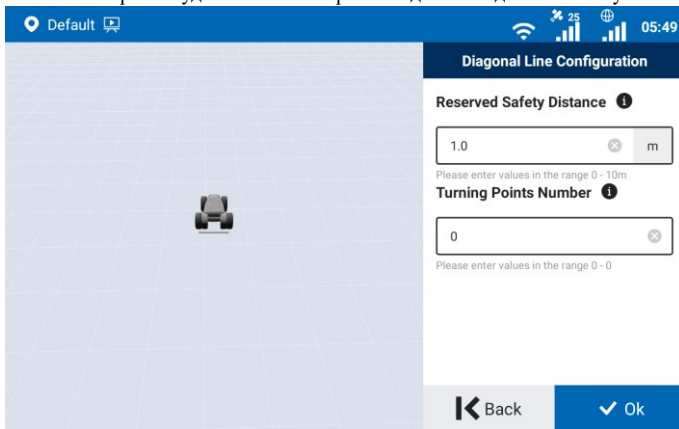 Default
25
05:49
Diagonal Line Configuration
Reserved Safety Distance
1.0 m
Please enter values in the range 0 - 10m
Turning Points Number
0
Please enter values in the range 0 - 0
Back
Ok